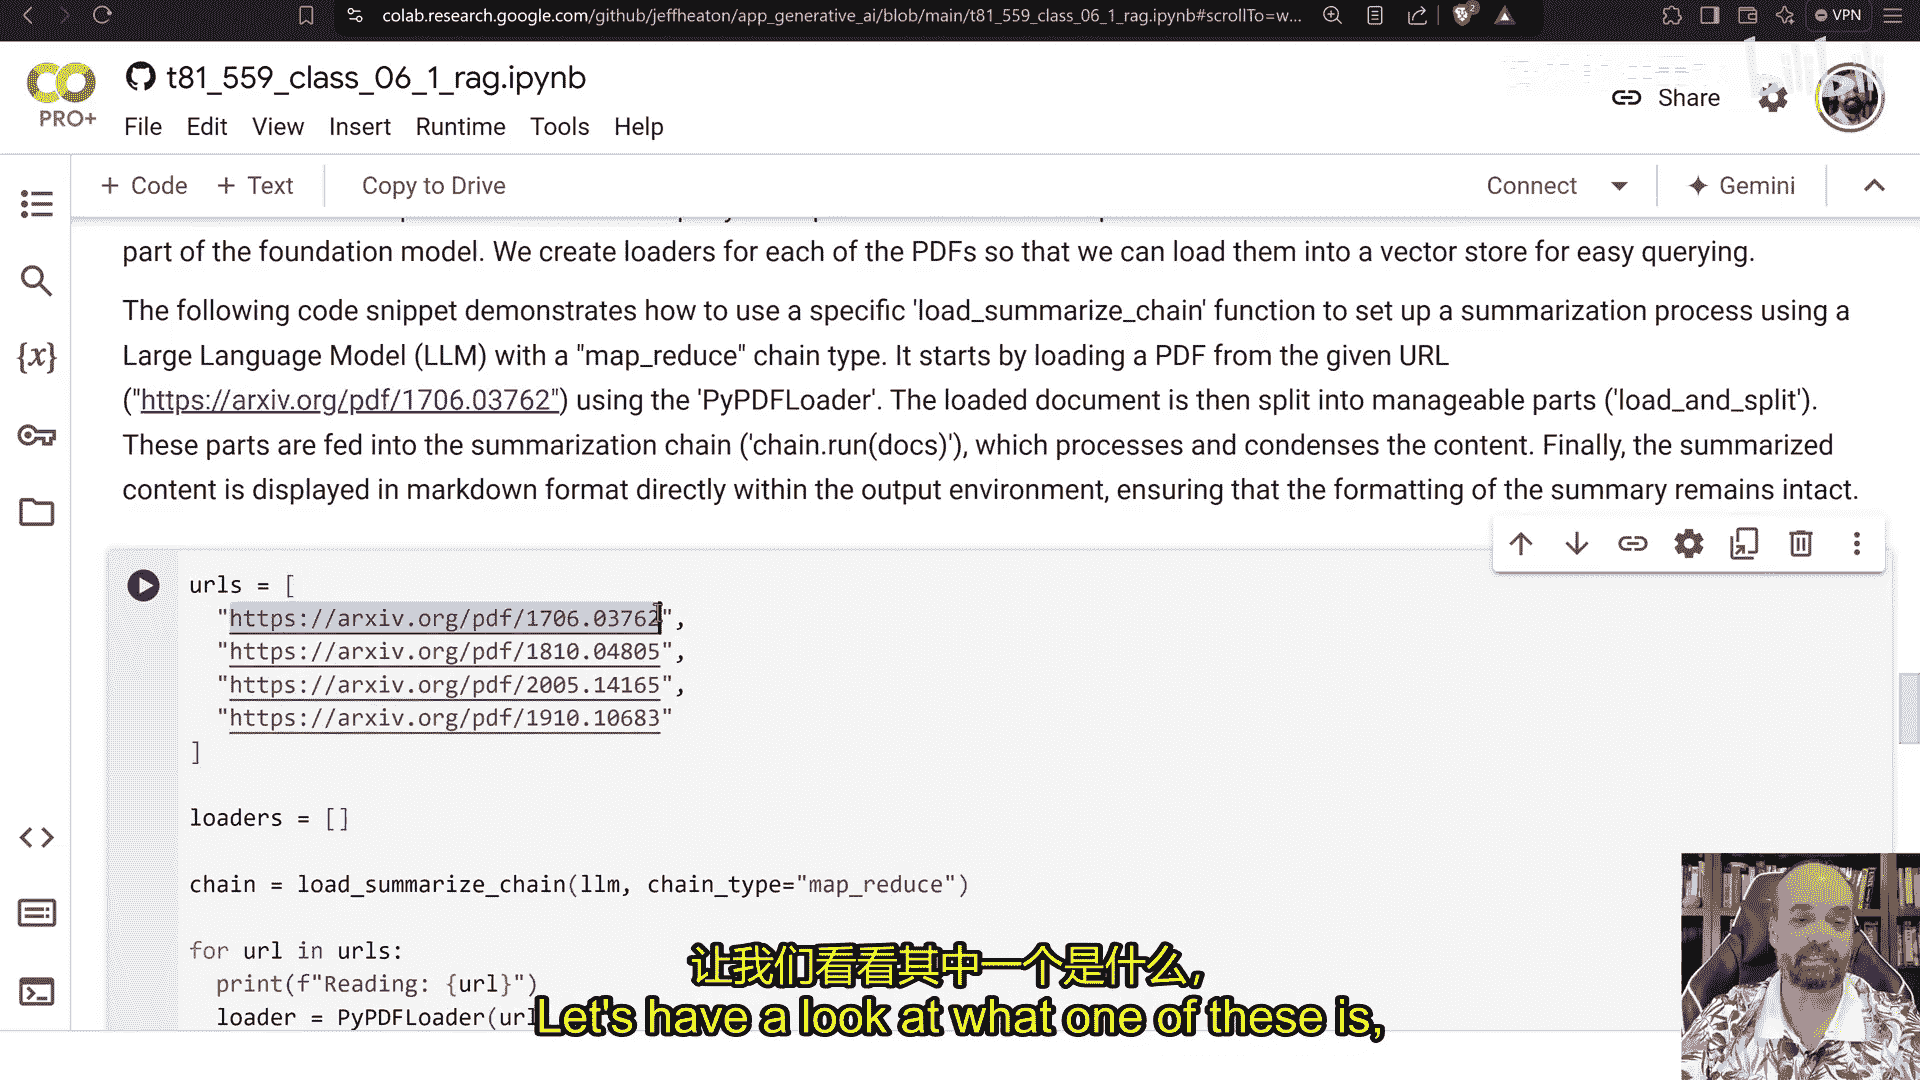 colab.research.google.com/github/jeffheaton/app_generative_ai/blob/main/t81_559_class_06_1_rag.ipynb#scrollTo=w...
2
VPN
PRO+
t81_559_class_06_1_rag.ipynb
bilibili
File Edit View Insert Runtime Tools Help
Share
+ Code + Text Copy to Drive
Connect
Gemini
part of the foundation model. We create loaders for each of the PDFs so that we can load them into a vector store for easy querying.
The following code snippet demonstrates how to use a specific 'load_summarize_chain' function to set up a summarization process using a
Large Language Model (LLM) with a "map_reduce" chain type. It starts by loading a PDF from the given URL
("https://arxiv.org/pdf/1706.03762") using the 'PyPDFLoader'. The loaded document is then split into manageable parts ('load_and_split').
These parts are fed into the summarization chain ('chain.run(docs)'), which processes and condenses the content. Finally, the summarized
content is displayed in markdown format directly within the output environment, ensuring that the formatting of the summary remains intact.
urls = [
"https://arxiv.org/pdf/1706.03762",
"https://arxiv.org/pdf/1810.04805",
"https://arxiv.org/pdf/2005.14165",
"https://arxiv.org/pdf/1910.10683"
]
loaders = []
chain = load_summarize_chain(llm, chain_type="map_reduce")
for url in urls:
print(f"Reading: {url}")
loader = PyPDFLoader(url
让我们看看其中一个是什么,
Let's have a look at what one of these is,